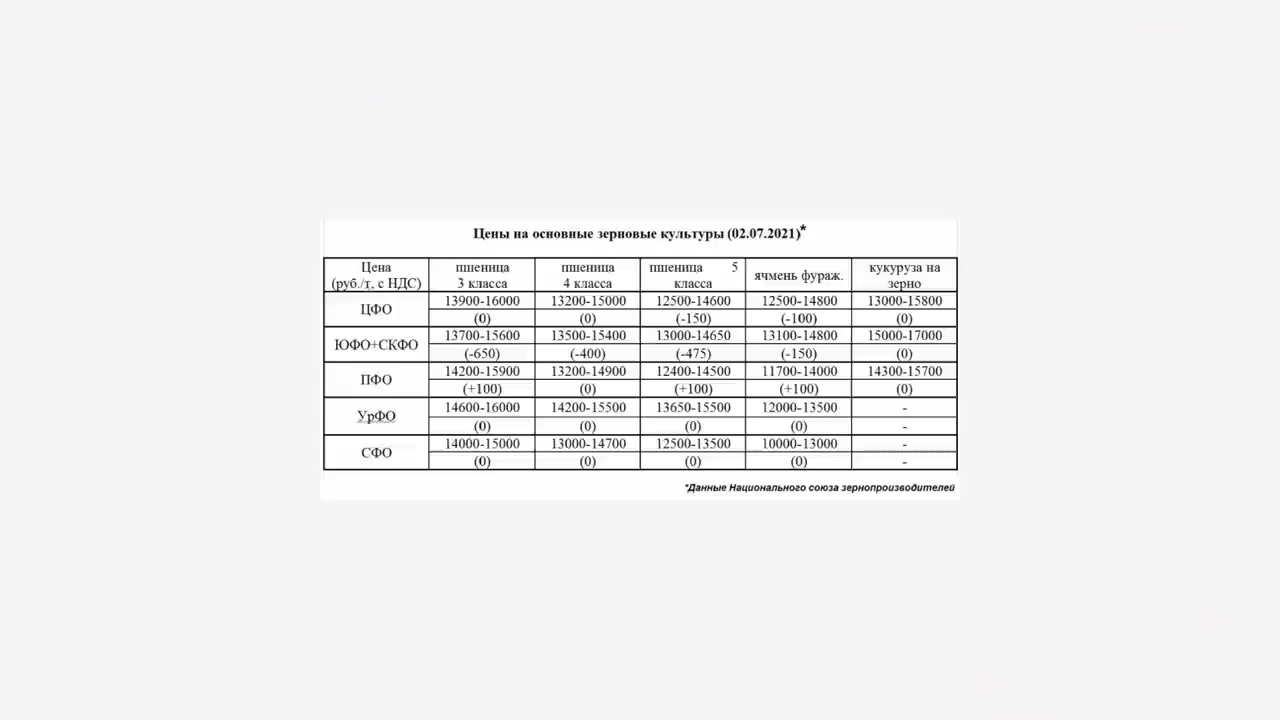 Цены на основные зерновые культуры (02.07.2021)*
Цена (руб./т, с НДС) пшеница 3 класса пшеница 4 класса пшеница 5 класса ячмень фураж. кукуруза на зерно
ЦФО 13900-16000 13200-15000 12500-14600 12500-14800 13000-15800
(0) (0) (-150) (-100) (0)
ЮФО+СКФО 13700-15600 13500-15400 13000-14650 13100-14800 15000-17000
(-650) (-400) (-475) (-150) (0)
ПФО 14200-15900 13200-14900 12400-14500 11700-14000 14300-15700
(+100) (0) (+100) (+100) (0)
УрФО 14600-16000 14200-15500 13650-15500 12000-13500 -
(0) (0) (0) (0) -
СФО 14000-15000 13000-14700 12500-13500 10000-13000 -
(0) (0) (0) (0) -
*Данные Национального союза зернопроизводителей